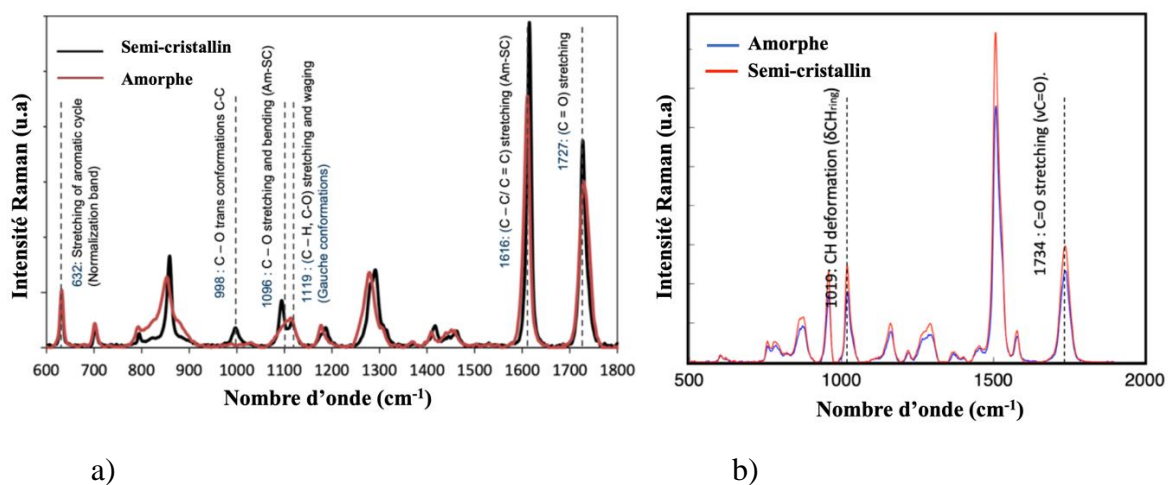 Semi-cristallin
Amorphe
Intensité Raman (u.a)
632: Stretching of aromatic cycle
(Normalization band)
998 : C – O trans conformations C-C
1096 : C – O stretching and bending (Am-SC)
1119 : (C – H, C-O) stretching and waging
(Gauche conformations)
1616: (C – C/ C = C) stretching (Am-SC)
1727: (C = O) stretching
600 700 800 900 1000 1100 1200 1300 1400 1500 1600 1700 1800
Nombre d’onde (cm-1)
a)
Amorphe
Semi-cristallin
Intensité Raman (u.a)
1019: CH deformation (δCHring)
1734 : C=O stretching (νC=O).
500 1000 1500 2000
Nombre d’onde (cm-1)
b)